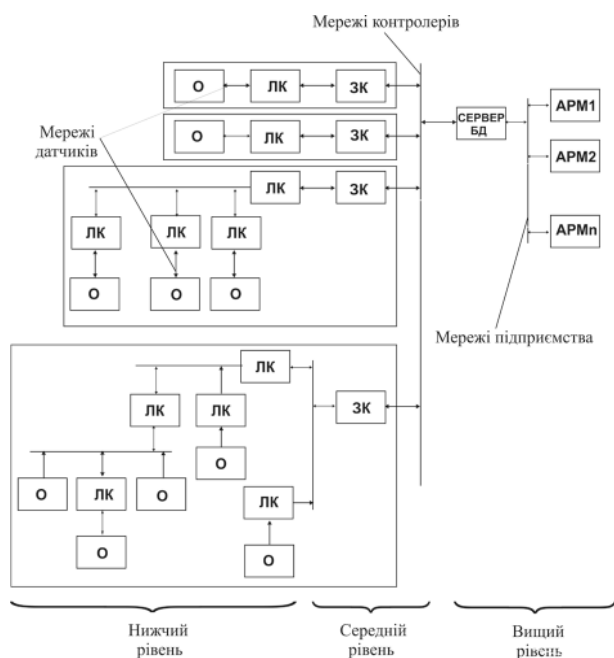 Мережі контролерів
О ЛК ЗК
Мережі
датчиків
О ЛК ЗК
СЕРВЕР
БД
АРМ1
АРМ2
АРМn
ЛК ЗК
ЛК ЛК ЛК
О О О
Мережі підприємства
ЛК
ЛК ЛК ЗК
О
О ЛК О ЛК
О О
Нижчий
рівень
Середній
рівень
Вищий
рівень